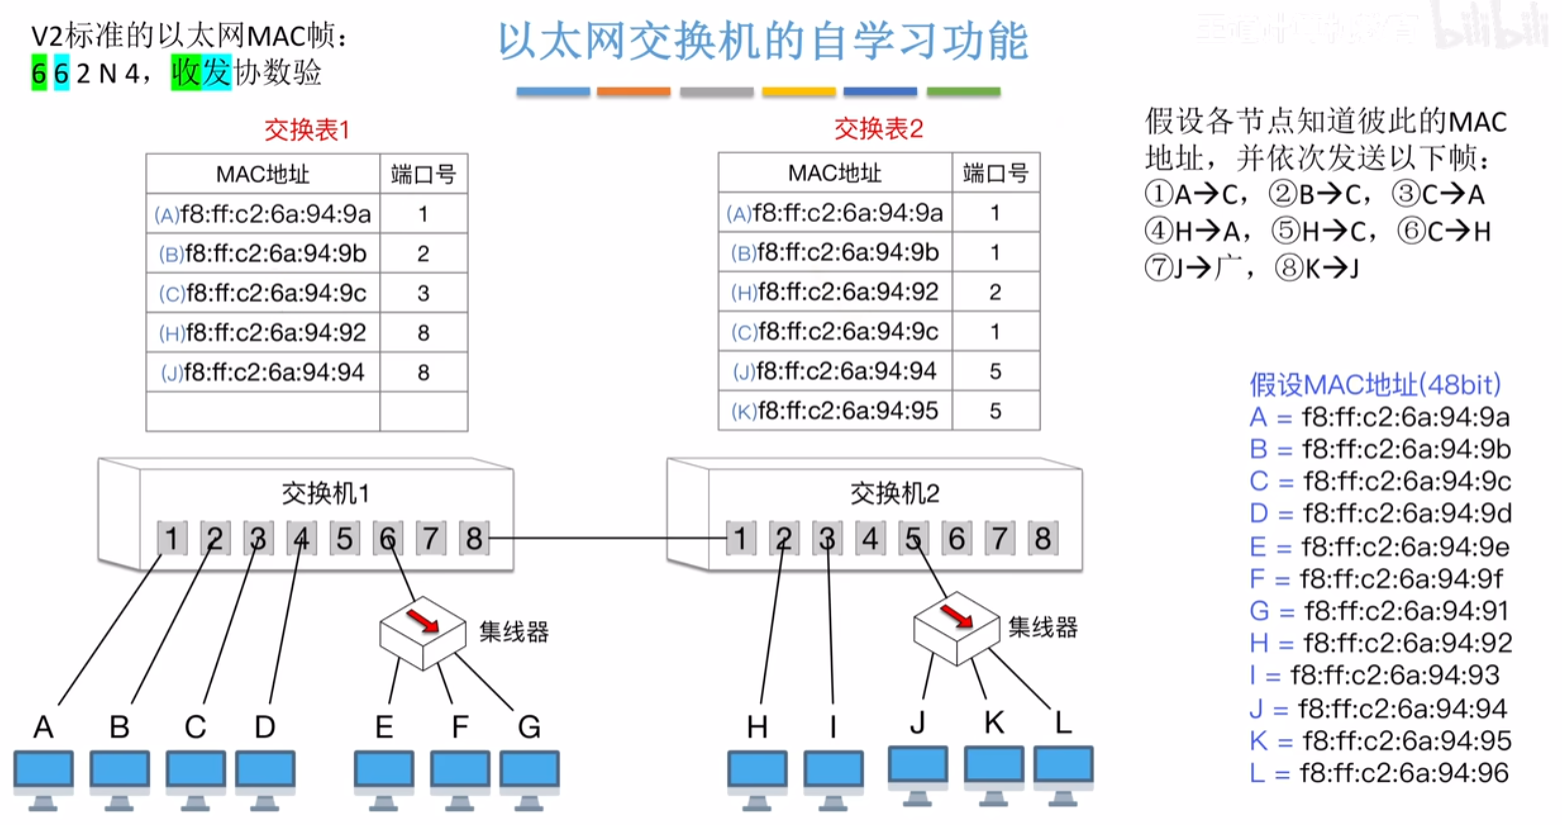 V2标准的以太网MAC帧：
6 6 2 N 4，收发协数验
以太网交换机的自学习功能
bilibili
交换表1
MAC地址 端口号
(A)f8:ff:c2:6a:94:9a 1
(B)f8:ff:c2:6a:94:9b 2
(C)f8:ff:c2:6a:94:9c 3
(H)f8:ff:c2:6a:94:92 8
(J)f8:ff:c2:6a:94:94 8
交换表2
MAC地址 端口号
(A)f8:ff:c2:6a:94:9a 1
(B)f8:ff:c2:6a:94:9b 1
(H)f8:ff:c2:6a:94:92 2
(C)f8:ff:c2:6a:94:9c 1
(J)f8:ff:c2:6a:94:94 5
(K)f8:ff:c2:6a:94:95 5
假设各节点知道彼此的MAC
地址，并依次发送以下帧：
①A→C，②B→C，③C→A
④H→A，⑤H→C，⑥C→H
⑦J→广，⑧K→J
交换机1
1 2 3 4 5 6 7 8
交换机2
1 2 3 4 5 6 7 8
集线器
集线器
A B C D E F G H I J K L
假设MAC地址(48bit)
A = f8:ff:c2:6a:94:9a
B = f8:ff:c2:6a:94:9b
C = f8:ff:c2:6a:94:9c
D = f8:ff:c2:6a:94:9d
E = f8:ff:c2:6a:94:9e
F = f8:ff:c2:6a:94:9f
G = f8:ff:c2:6a:94:91
H = f8:ff:c2:6a:94:92
I = f8:ff:c2:6a:94:93
J = f8:ff:c2:6a:94:94
K = f8:ff:c2:6a:94:95
L = f8:ff:c2:6a:94:96